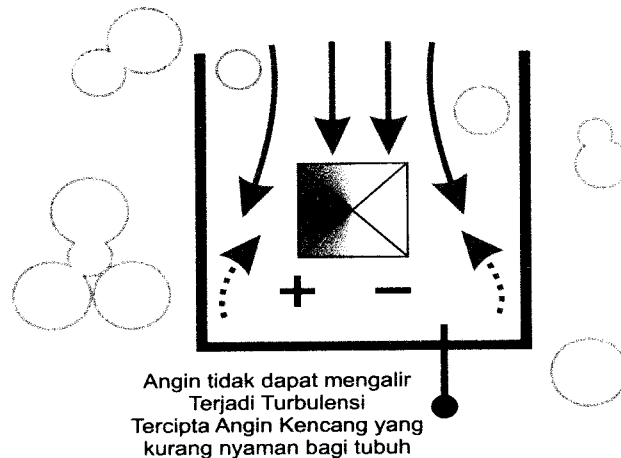 + −
Angin tidak dapat mengalir
Terjadi Turbulensi
Tercipta Angin Kencang yang
kurang nyaman bagi tubuh